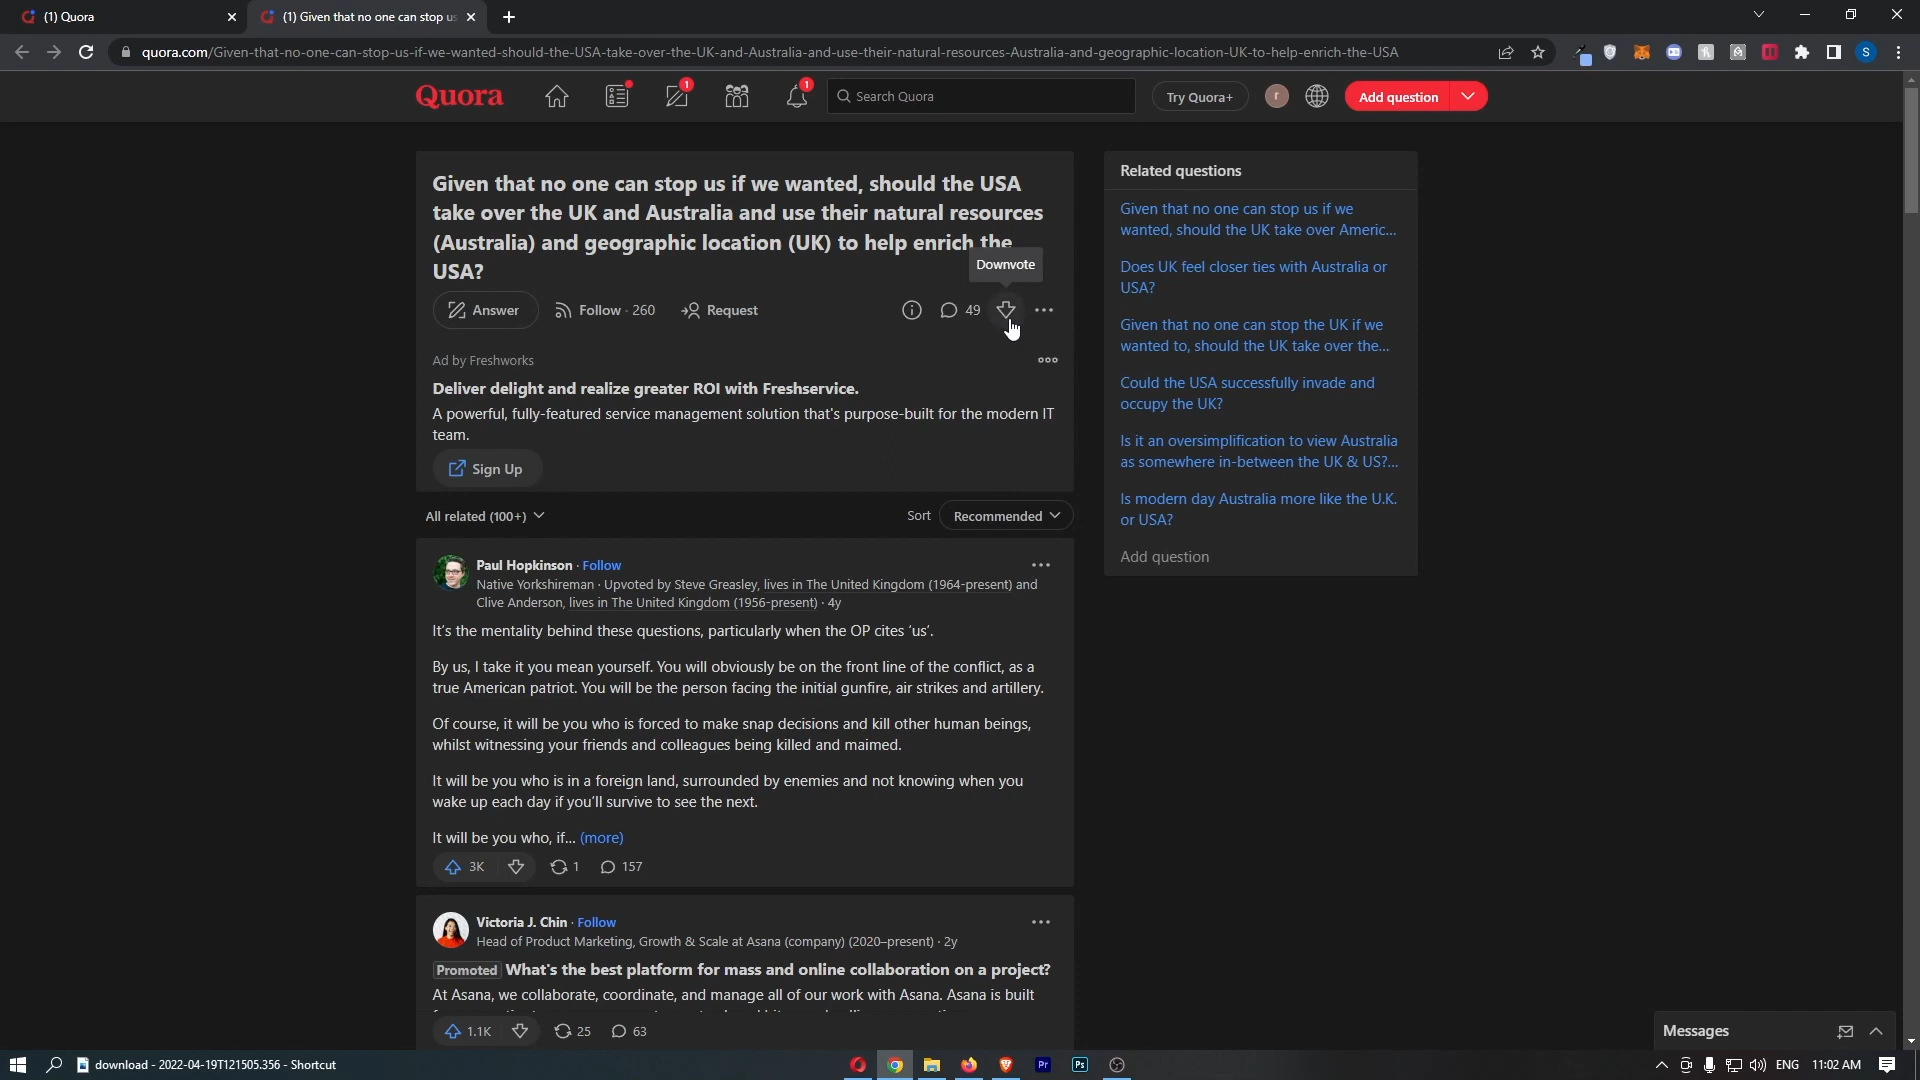 (1) Quora
(1) Given that no one can stop us
quora.com/Given-that-no-one-can-stop-us-if-we-wanted-should-the-USA-take-over-the-UK-and-Australia-and-use-their-natural-resources-Australia-and-geographic-location-UK-to-help-enrich-the-USA
S
Quora
1
1
Search Quora
Try Quora+
r
Add question
Given that no one can stop us if we wanted, should the USA
take over the UK and Australia and use their natural resources
(Australia) and geographic location (UK) to help enrich the
USA?
Downvote
Answer
Follow · 260
Request
49
Ad by Freshworks
Deliver delight and realize greater ROI with Freshservice.
A powerful, fully-featured service management solution that's purpose-built for the modern IT
team.
Sign Up
All related (100+)
Sort
Recommended
Paul Hopkinson · Follow
Native Yorkshireman · Upvoted by Steve Greasley, lives in The United Kingdom (1964-present) and
Clive Anderson, lives in The United Kingdom (1956-present) · 4y
It's the mentality behind these questions, particularly when the OP cites 'us'.
By us, I take it you mean yourself. You will obviously be on the front line of the conflict, as a
true American patriot. You will be the person facing the initial gunfire, air strikes and artillery.
Of course, it will be you who is forced to make snap decisions and kill other human beings,
whilst witnessing your friends and colleagues being killed and maimed.
It will be you who is in a foreign land, surrounded by enemies and not knowing when you
wake up each day if you'll survive to see the next.
It will be you who, if... (more)
3K
1
157
Victoria J. Chin · Follow
Head of Product Marketing, Growth & Scale at Asana (company) (2020–present) · 2y
Promoted What's the best platform for mass and online collaboration on a project?
At Asana, we collaborate, coordinate, and manage all of our work with Asana. Asana is built
1.1K
25
63
Related questions
Given that no one can stop us if we
wanted, should the UK take over Americ...
Does UK feel closer ties with Australia or
USA?
Given that no one can stop the UK if we
wanted to, should the UK take over the...
Could the USA successfully invade and
occupy the UK?
Is it an oversimplification to view Australia
as somewhere in-between the UK & US?...
Is modern day Australia more like the U.K.
or USA?
Add question
Messages
download - 2022-04-19T121505.356 - Shortcut
Pr
Ps
ENG
11:02 AM